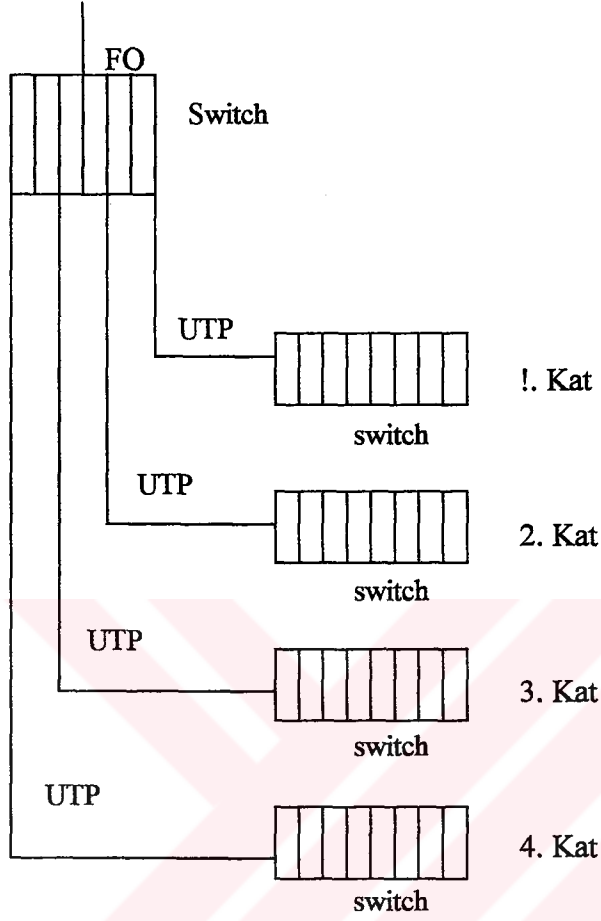 FO
Switch
UTP
!. Kat
switch
UTP
2. Kat
switch
UTP
3. Kat
switch
UTP
4. Kat
switch